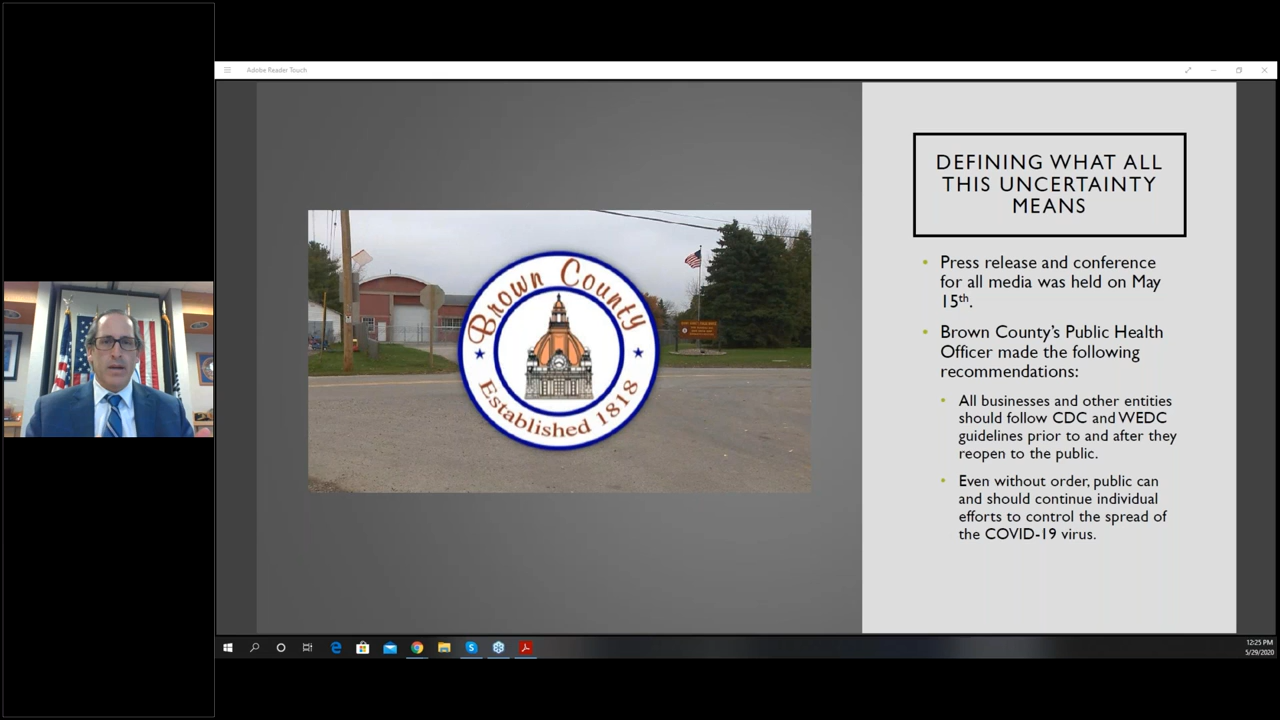 Adobe Reader Touch
Brown County
Established 1818
DEFINING WHAT ALL
THIS UNCERTAINTY
MEANS
• Press release and conference
for all media was held on May
15th.
• Brown County’s Public Health
Officer made the following
recommendations:
• All businesses and other entities
should follow CDC and WEDC
guidelines prior to and after they
reopen to the public.
• Even without order, public can
and should continue individual
efforts to control the spread of
the COVID-19 virus.
12:25 PM
5/29/2020